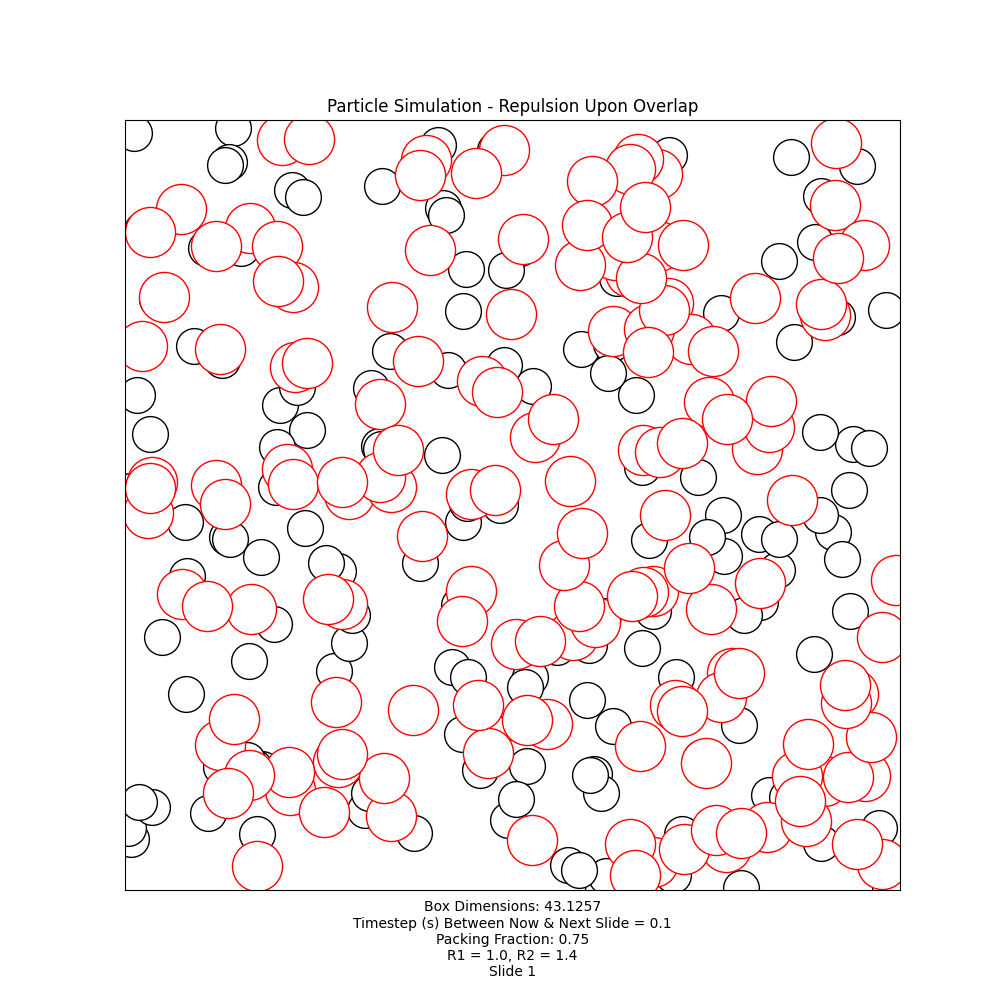 Particle Simulation - Repulsion Upon Overlap
Box Dimensions: 43.1257
Timestep (s) Between Now & Next Slide = 0.1
Packing Fraction: 0.75
R1 = 1.0, R2 = 1.4
Slide 1